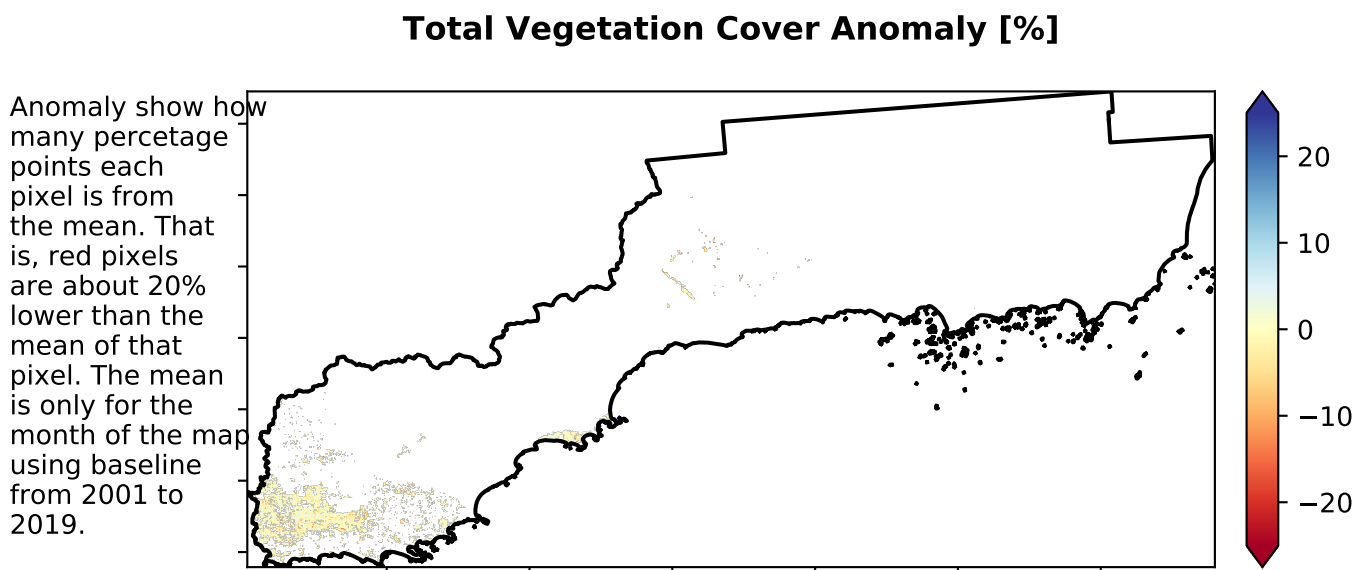 Total Vegetation Cover Anomaly [%]
Anomaly show how
many percetage
points each
pixel is from
the mean. That
is, red pixels
are about 20%
lower than the
mean of that
pixel. The mean
is only for the
month of the map
using baseline
from 2001 to
2019.
20
10
0
−10
−20